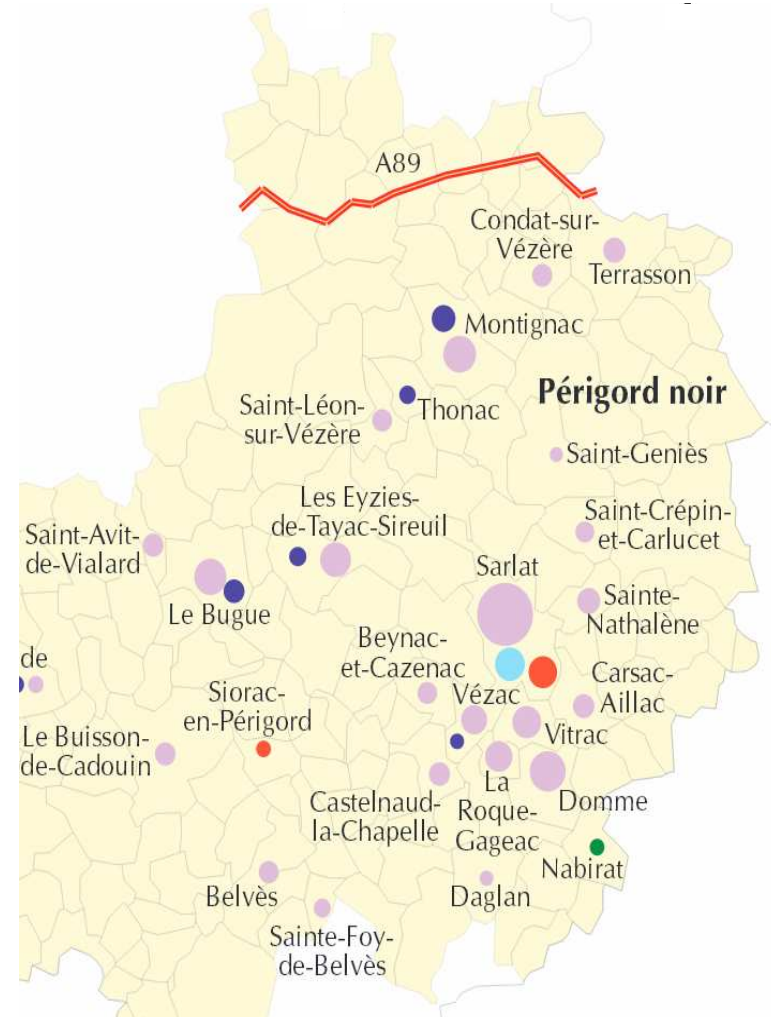 A89
Condat-sur-
Vézère
Terrasson
Montignac
Périgord noir
Saint-Léon-
sur-Vézère
Thonac
Saint-Geniès
Les Eyzies-
de-Tayac-Sireuil
Saint-Crépin-
et-Carlucet
Saint-Avit-
de-Vialard
Sarlat
Le Bugue
Sainte-
Nathalène
Beynac-
et-Cazenac
de
Siorac-
en-Périgord
Vézac
Carsac-
Aillac
Vitrac
Le Buisson-
de-Cadouin
Castelnaud-
la-Chapelle
La
Roque-
Gageac
Domme
Nabirat
Belvès
Daglan
Sainte-Foy-
de-Belvès